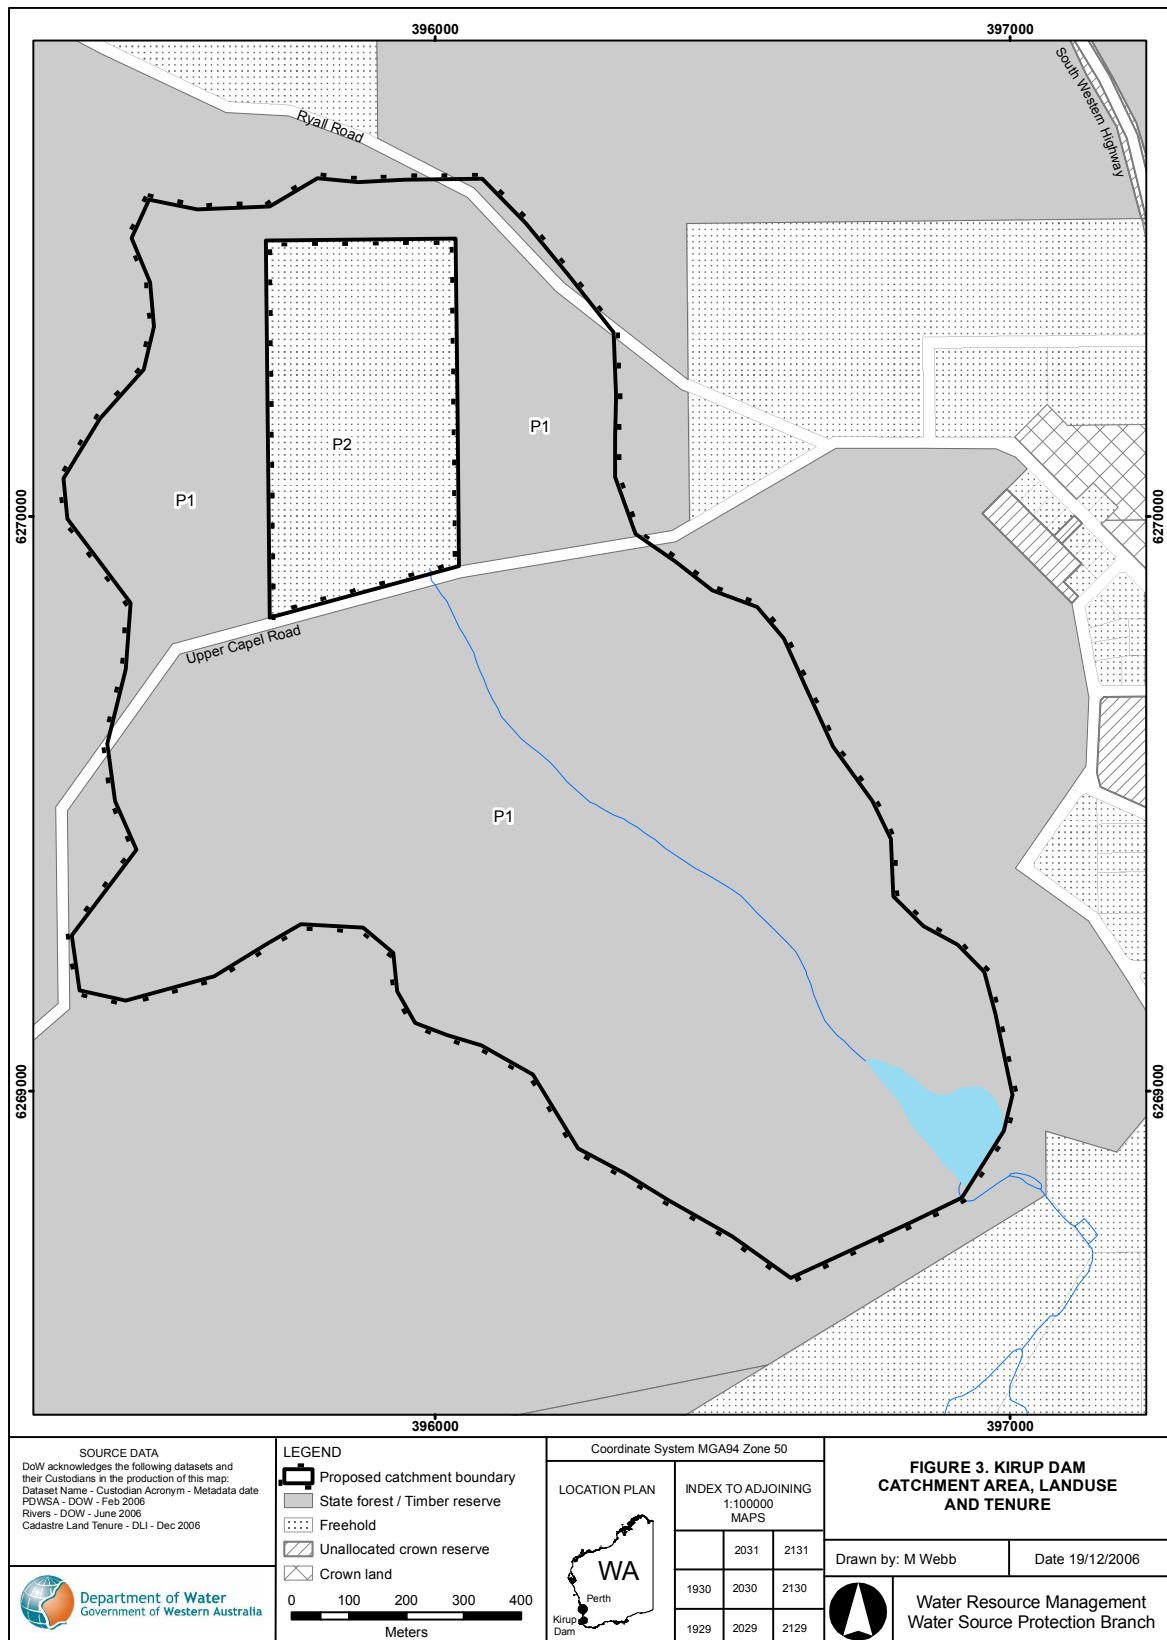 396000
397000
South Western Highway
Ryall Road
P1
P2
P1
6270000
6270000
Upper Capel Road
P1
6269000
6269000
396000
397000
SOURCE DATA
DoW acknowledges the following datasets and
their Custodians in the production of this map:
Dataset Name - Custodian Acronym - Metadata date
PDWSA - DOW - Feb 2006
Rivers - DOW - June 2006
Cadastre Land Tenure - DLI - Dec 2006
Department of Water
Government of Western Australia
LEGEND
Proposed catchment boundary
State forest / Timber reserve
Freehold
Unallocated crown reserve
Crown land
0 100 200 300 400
Meters
Coordinate System MGA94 Zone 50
LOCATION PLAN
WA
Perth
Kirup
Dam
INDEX TO ADJOINING
1:100000
MAPS
2031 2131
1930 2030 2130
1929 2029 2129
FIGURE 3. KIRUP DAM
CATCHMENT AREA, LANDUSE
AND TENURE
Drawn by: M Webb
Date 19/12/2006
Water Resource Management
Water Source Protection Branch